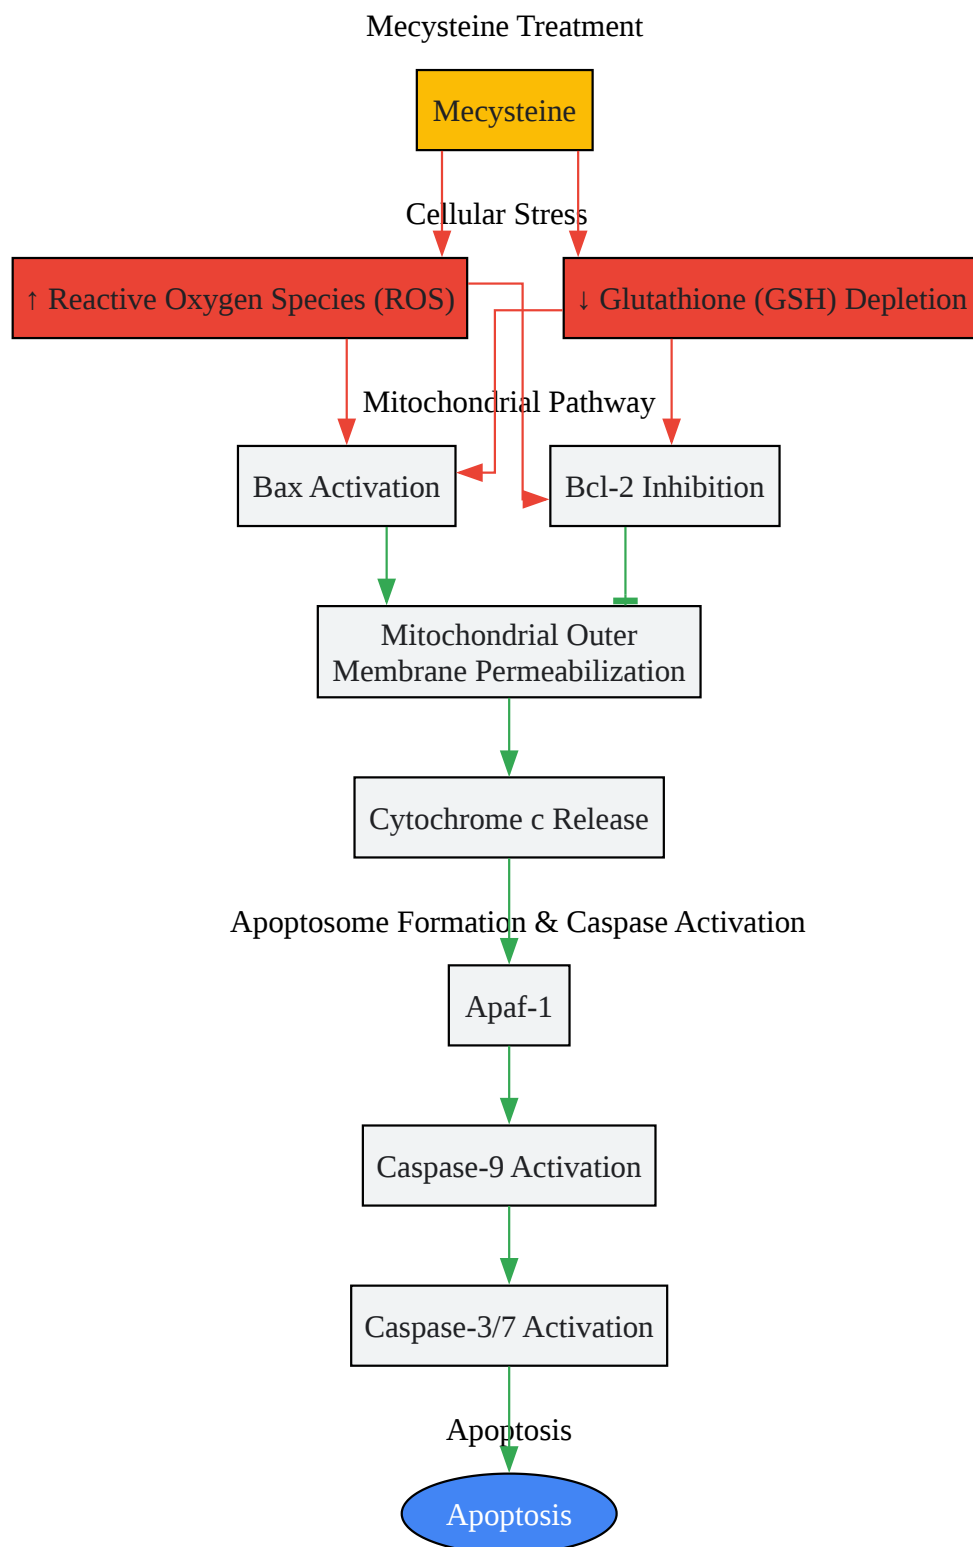 Mecysteine Treatment
Mecysteine
Cellular Stress
↑ Reactive Oxygen Species (ROS)
↓ Glutathione (GSH) Depletion
Mitochondrial Pathway
Bax Activation
Bcl-2 Inhibition
Mitochondrial Outer
Membrane Permeabilization
Cytochrome c Release
Apoptosome Formation & Caspase Activation
Apaf-1
Caspase-9 Activation
Caspase-3/7 Activation
Apoptosis
Apoptosis